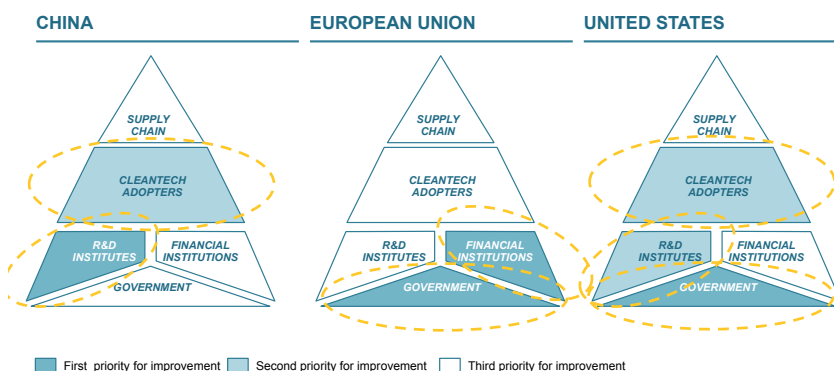 CHINA
SUPPLY
CHAIN
CLEANTECH
ADOPTERS
R&D
INSTITUTES
FINANCIAL
INSTITUTIONS
GOVERNMENT
EUROPEAN UNION
SUPPLY
CHAIN
CLEANTECH
ADOPTERS
R&D
INSTITUTES
FINANCIAL
INSTITUTIONS
GOVERNMENT
UNITED STATES
SUPPLY
CHAIN
CLEANTECH
ADOPTERS
R&D
INSTITUTES
FINANCIAL
INSTITUTIONS
GOVERNMENT
First priority for improvement
Second priority for improvement
Third priority for improvement